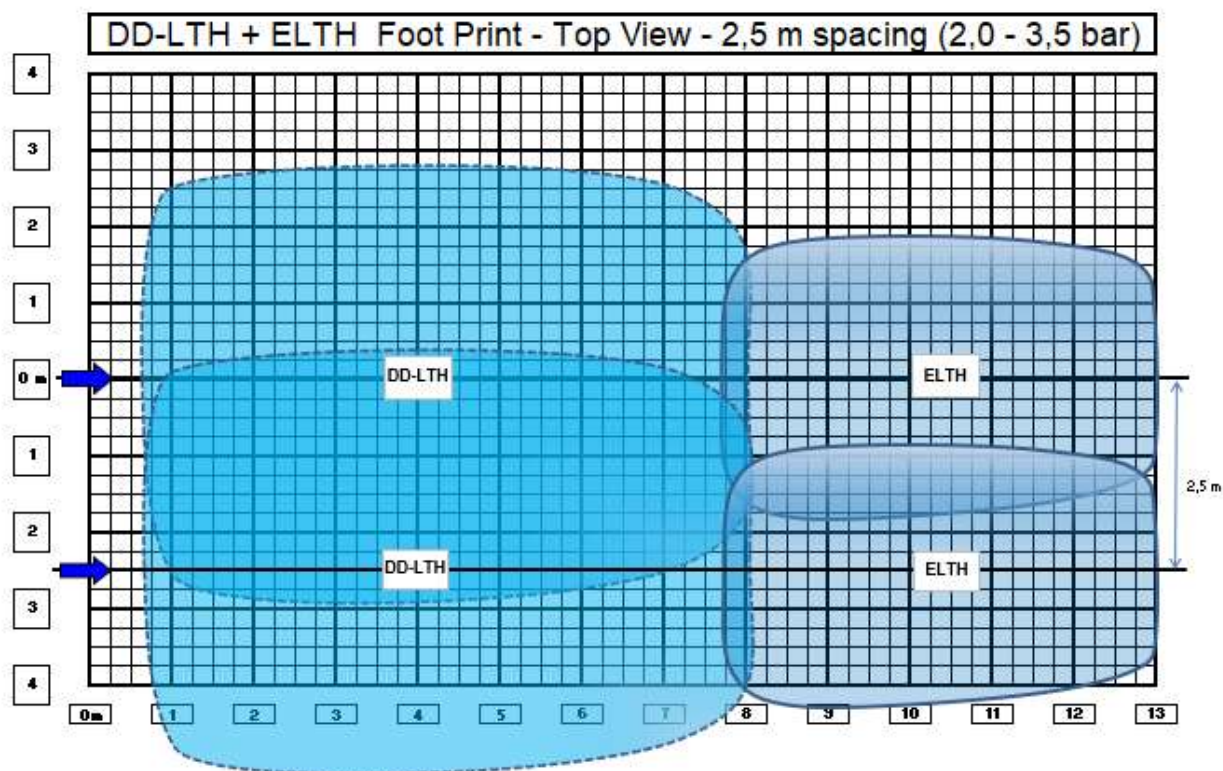 DD-LTH + ELTH Foot Print - Top View - 2,5 m spacing (2,0 - 3,5 bar)
4
3
2
1
0 m
DD-LTH
ELTH
1
2,5 m
2
DD-LTH
ELTH
3
4
0m 1 2 3 4 5 6 7 8 9 10 11 12 13